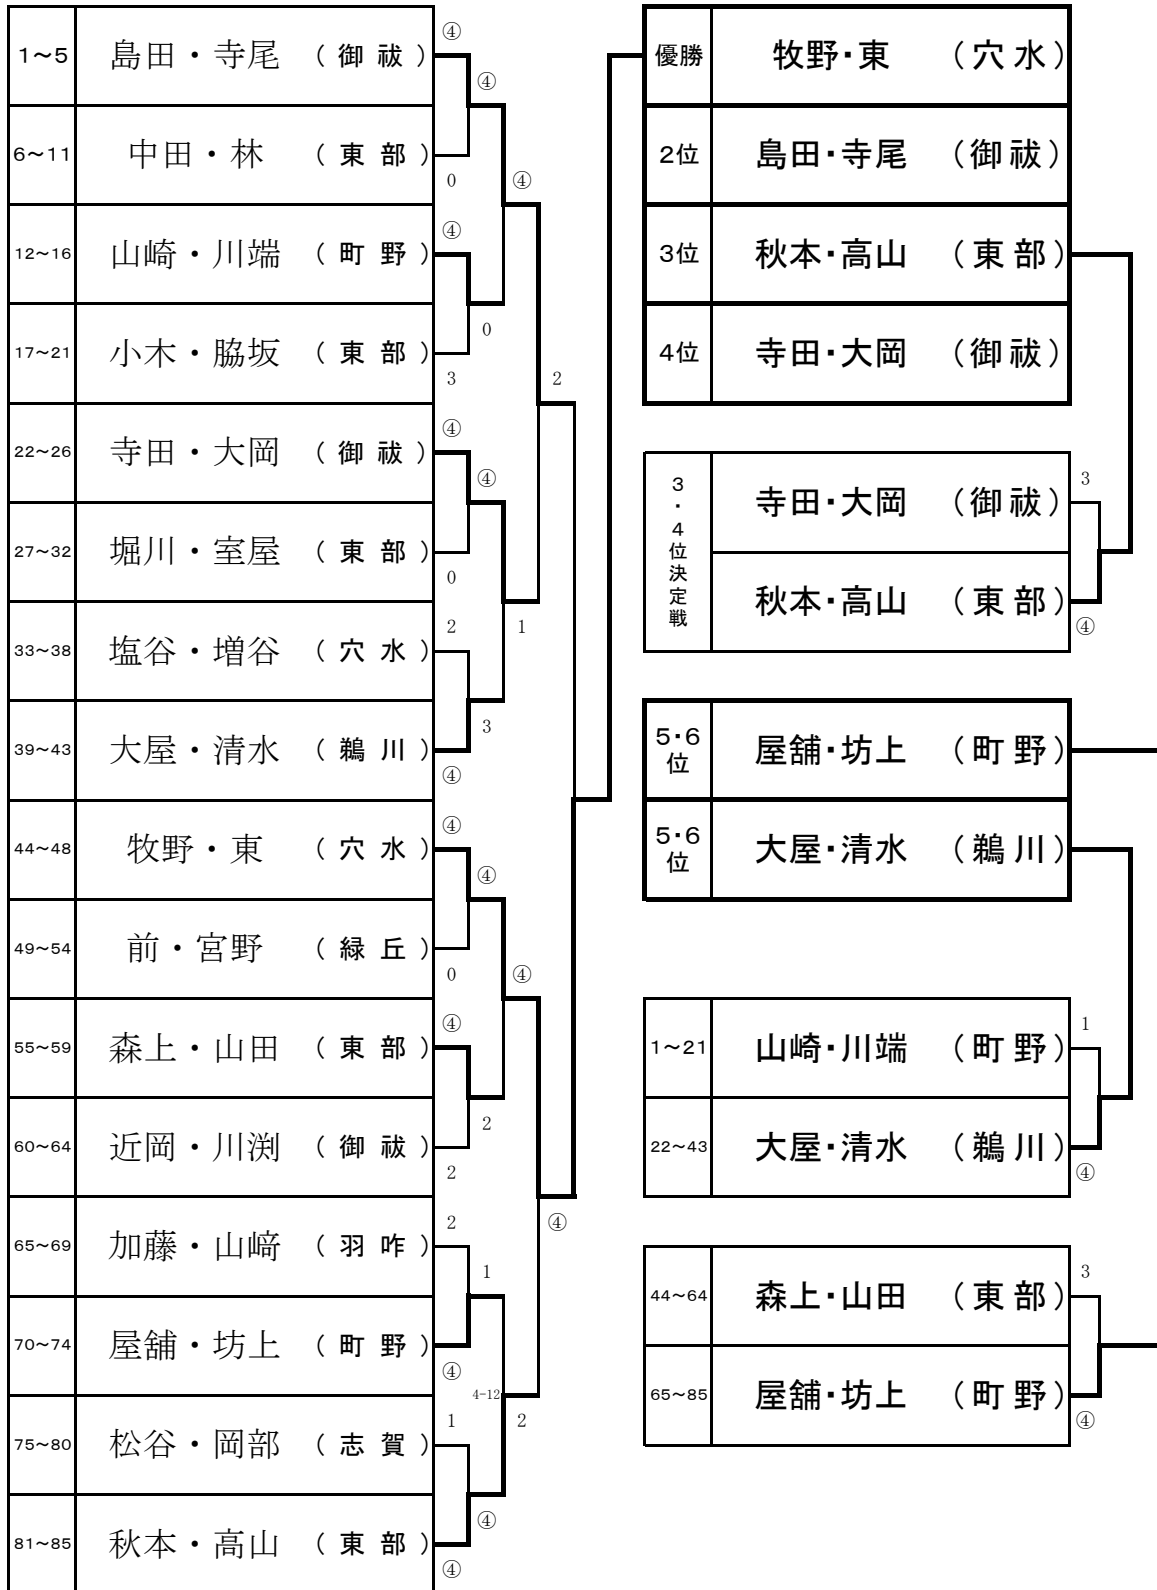 1～5 島田・寺尾 （御祓） ④
④
6～11 中田・林 （東部） 0
④
12～16 山崎・川端 （町野） ④
0
17～21 小木・脇坂 （東部） 3
2
22～26 寺田・大岡 （御祓） ④
④
27～32 堀川・室屋 （東部） 0
1
33～38 塩谷・増谷 （穴水） 2
3
39～43 大屋・清水 （鵜川） ④
44～48 牧野・東 （穴水） ④
④
49～54 前・宮野 （緑丘） 0
④
55～59 森上・山田 （東部） ④
2
60～64 近岡・川渕 （御祓） 2
④
65～69 加藤・山﨑 （羽咋） 2
1
70～74 屋舗・坊上 （町野） ④
4-12
2
75～80 松谷・岡部 （志賀） 1
④
81～85 秋本・高山 （東部） ④
優勝 牧野・東 （穴水）
2位 島田・寺尾 （御祓）
3位 秋本・高山 （東部）
4位 寺田・大岡 （御祓）
3・4位決定戦
寺田・大岡 （御祓） 3
秋本・高山 （東部） ④
5・6位 屋舗・坊上 （町野）
5・6位 大屋・清水 （鵜川）
1～21 山崎・川端 （町野） 1
22～43 大屋・清水 （鵜川） ④
44～64 森上・山田 （東部） 3
65～85 屋舗・坊上 （町野） ④